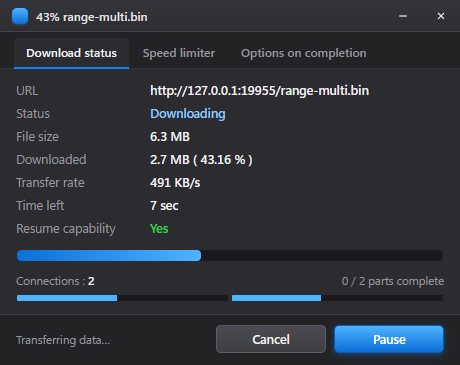 43% range-multi.bin
Download status Speed limiter Options on completion
URL http://127.0.0.1:19955/range-multi.bin
Status Downloading
File size 6.3 MB
Downloaded 2.7 MB ( 43.16 % )
Transfer rate 491 KB/s
Time left 7 sec
Resume capability Yes
Connections : 2 0 / 2 parts complete
Transferring data... Cancel Pause